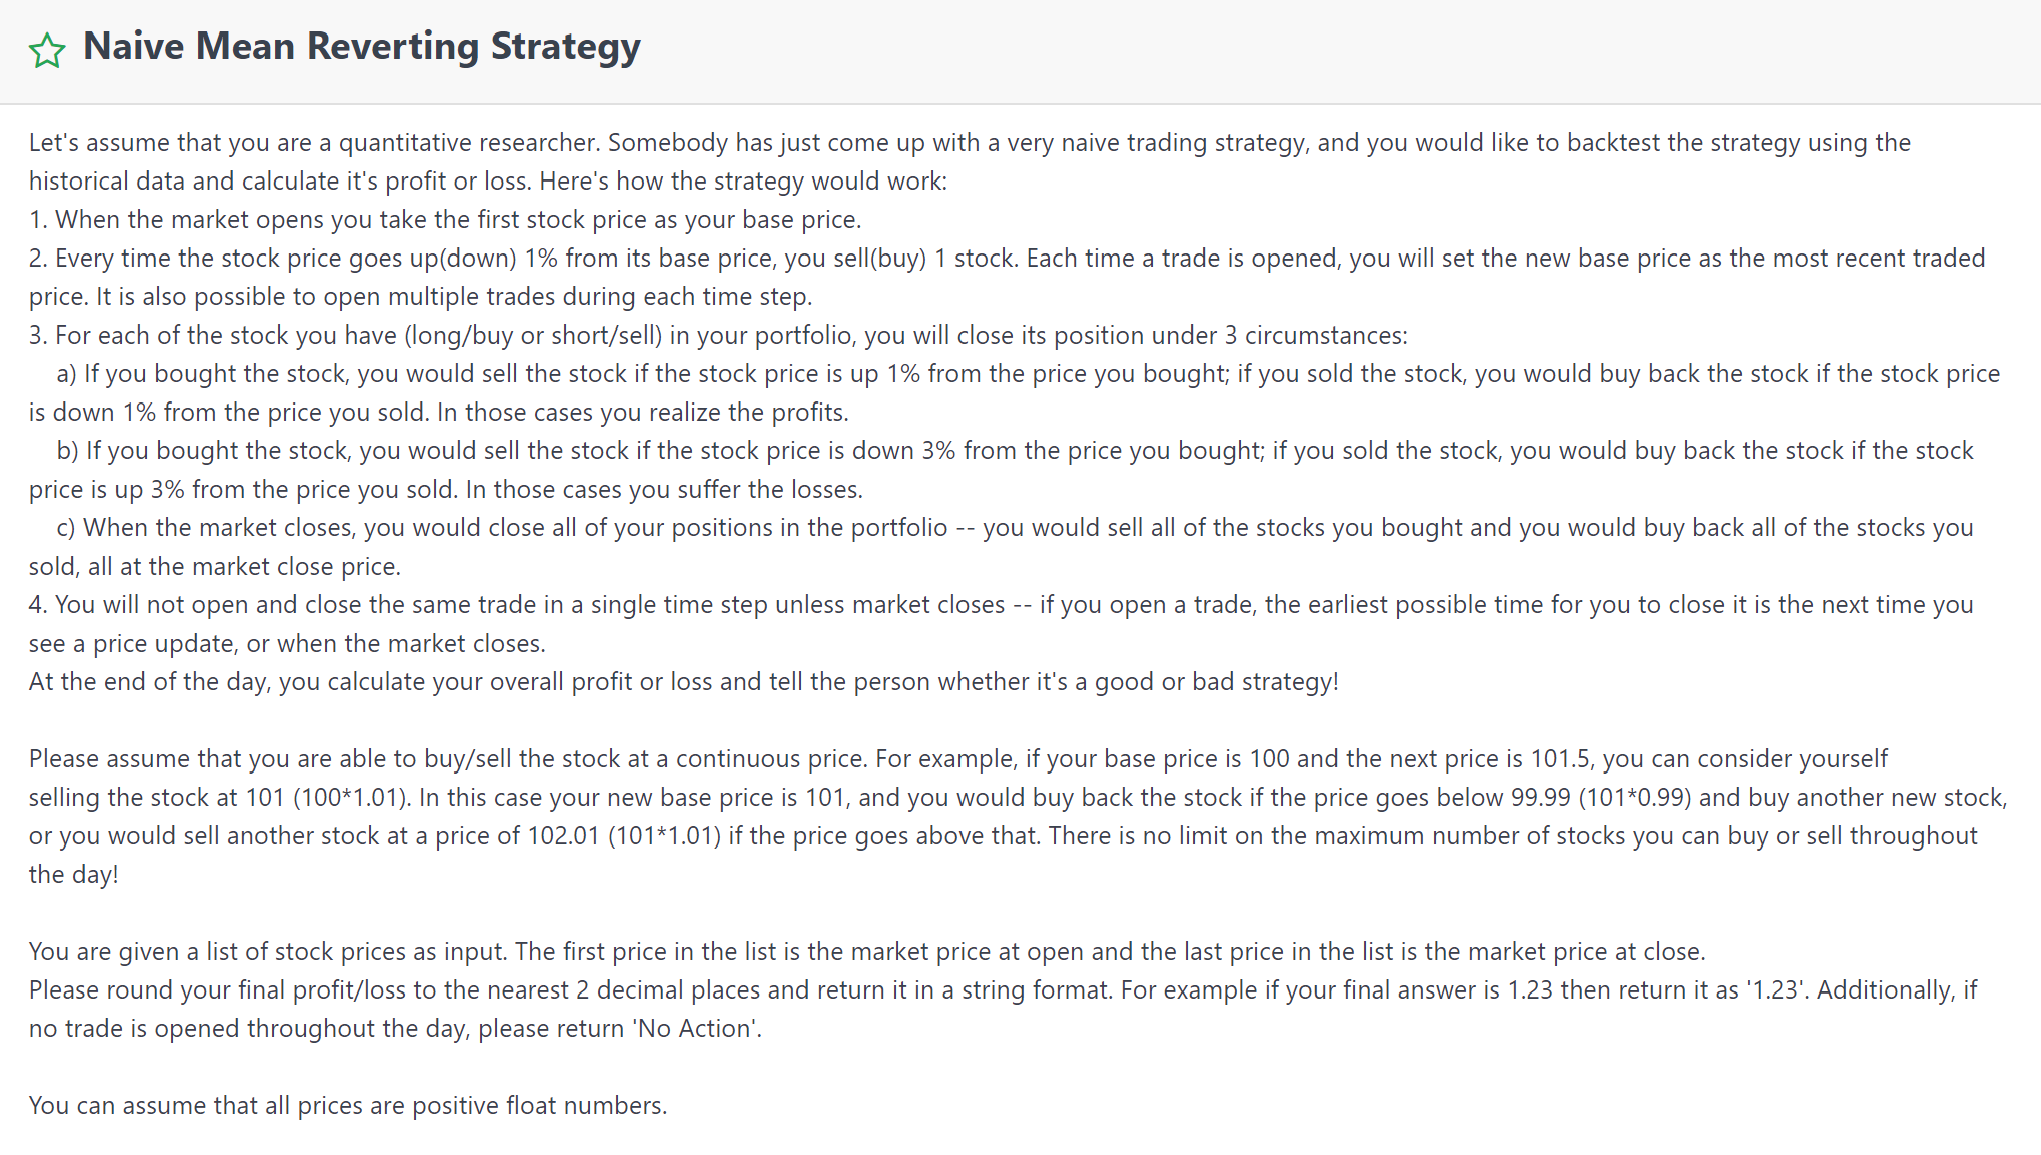 Naive Mean Reverting Strategy
Let's assume that you are a quantitative researcher. Somebody has just come up with a very naive trading strategy, and you would like to backtest the strategy using the
historical data and calculate it's profit or loss. Here's how the strategy would work:
1. When the market opens you take the first stock price as your base price.
2. Every time the stock price goes up(down) 1% from its base price, you sell(buy) 1 stock. Each time a trade is opened, you will set the new base price as the most recent traded
price. It is also possible to open multiple trades during each time step.
3. For each of the stock you have (long/buy or short/sell) in your portfolio, you will close its position under 3 circumstances:
a) If you bought the stock, you would sell the stock if the stock price is up 1% from the price you bought; if you sold the stock, you would buy back the stock if the stock price
is down 1% from the price you sold. In those cases you realize the profits.
b) If you bought the stock, you would sell the stock if the stock price is down 3% from the price you bought; if you sold the stock, you would buy back the stock if the stock
price is up 3% from the price you sold. In those cases you suffer the losses.
c) When the market closes, you would close all of your positions in the portfolio -- you would sell all of the stocks you bought and you would buy back all of the stocks you
sold, all at the market close price.
4. You will not open and close the same trade in a single time step unless market closes -- if you open a trade, the earliest possible time for you to close it is the next time you
see a price update, or when the market closes.
At the end of the day, you calculate your overall profit or loss and tell the person whether it's a good or bad strategy!
Please assume that you are able to buy/sell the stock at a continuous price. For example, if your base price is 100 and the next price is 101.5, you can consider yourself
selling the stock at 101 (100*1.01). In this case your new base price is 101, and you would buy back the stock if the price goes below 99.99 (101*0.99) and buy another new stock,
or you would sell another stock at a price of 102.01 (101*1.01) if the price goes above that. There is no limit on the maximum number of stocks you can buy or sell throughout
the day!
You are given a list of stock prices as input. The first price in the list is the market price at open and the last price in the list is the market price at close.
Please round your final profit/loss to the nearest 2 decimal places and return it in a string format. For example if your final answer is 1.23 then return it as '1.23'. Additionally, if
no trade is opened throughout the day, please return 'No Action'.
You can assume that all prices are positive float numbers.